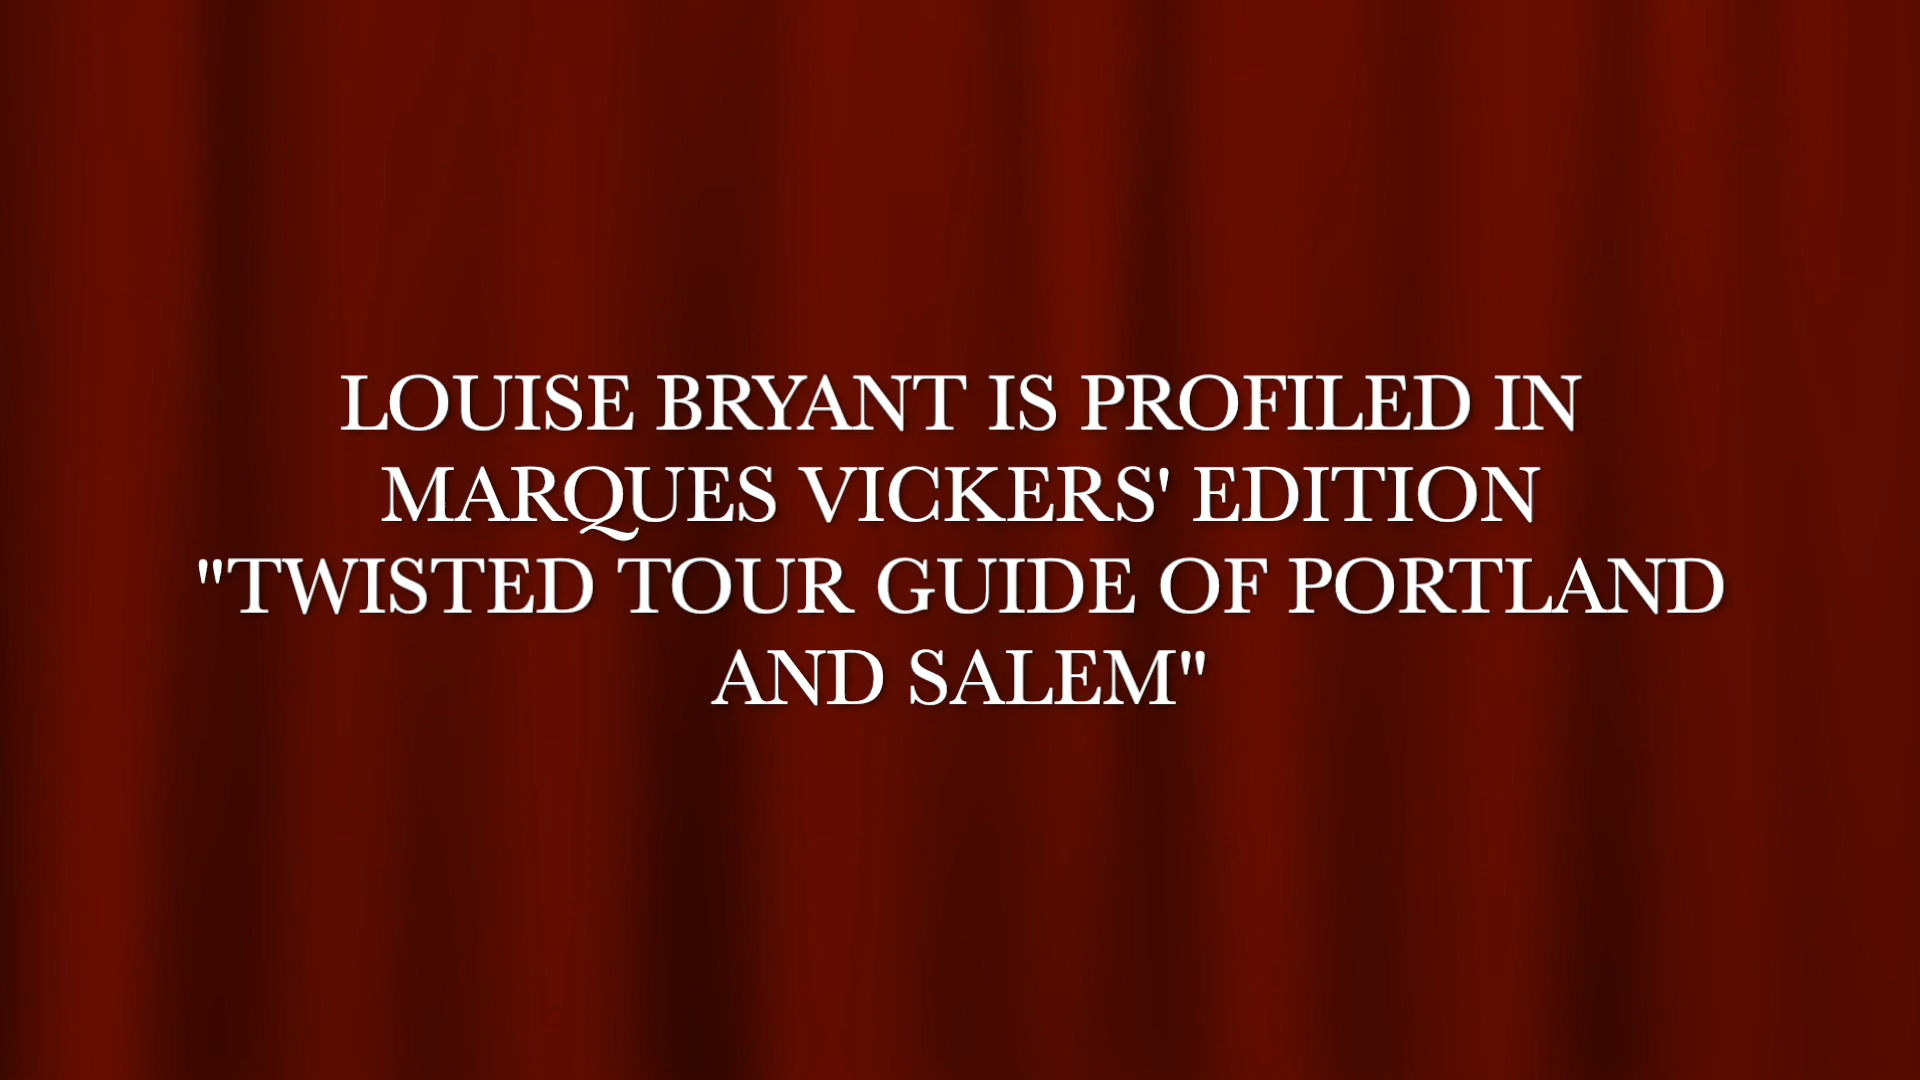 LOUISE BRYANT IS PROFILED IN
MARQUES VICKERS' EDITION
"TWISTED TOUR GUIDE OF PORTLAND
AND SALEM"